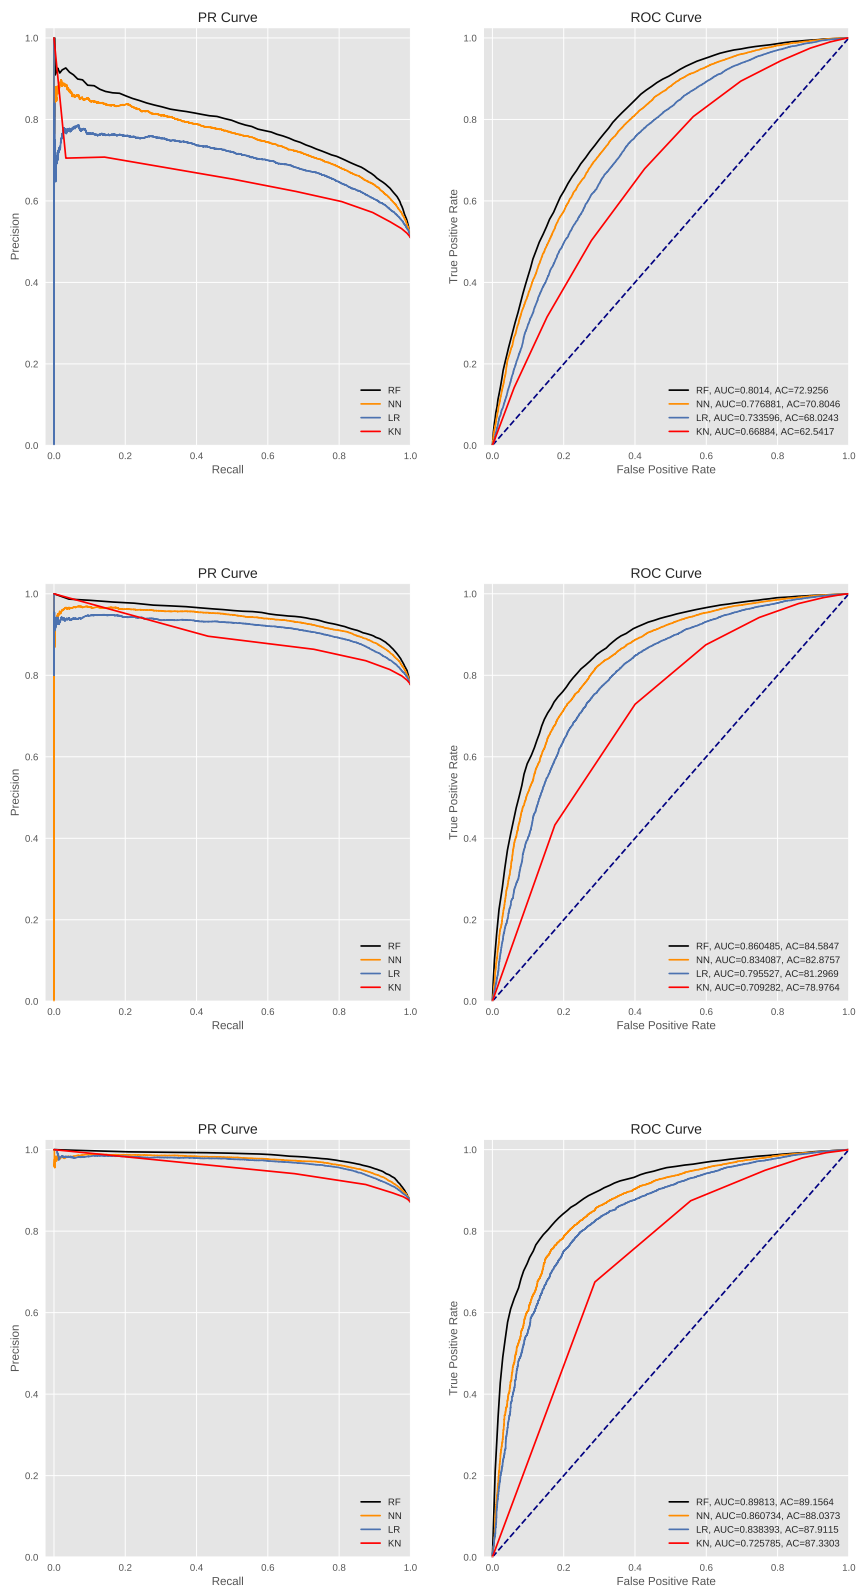 PR Curve
1.0
0.8
0.6
0.4
0.2
0.0
Precision
0.0 0.2 0.4 0.6 0.8 1.0
Recall
RF
NN
LR
KN
ROC Curve
1.0
0.8
0.6
0.4
0.2
0.0
True Positive Rate
0.0 0.2 0.4 0.6 0.8 1.0
False Positive Rate
RF, AUC=0.8014, AC=72.9256
NN, AUC=0.776881, AC=70.8046
LR, AUC=0.733596, AC=68.0243
KN, AUC=0.66884, AC=62.5417
PR Curve
1.0
0.8
0.6
0.4
0.2
0.0
Precision
0.0 0.2 0.4 0.6 0.8 1.0
Recall
RF
NN
LR
KN
ROC Curve
1.0
0.8
0.6
0.4
0.2
0.0
True Positive Rate
0.0 0.2 0.4 0.6 0.8 1.0
False Positive Rate
RF, AUC=0.860485, AC=84.5847
NN, AUC=0.834087, AC=82.8757
LR, AUC=0.795527, AC=81.2969
KN, AUC=0.709282, AC=78.9764
PR Curve
1.0
0.8
0.6
0.4
0.2
0.0
Precision
0.0 0.2 0.4 0.6 0.8 1.0
Recall
RF
NN
LR
KN
ROC Curve
1.0
0.8
0.6
0.4
0.2
0.0
True Positive Rate
0.0 0.2 0.4 0.6 0.8 1.0
False Positive Rate
RF, AUC=0.89813, AC=89.1564
NN, AUC=0.860734, AC=88.0373
LR, AUC=0.838393, AC=87.9115
KN, AUC=0.725785, AC=87.3303